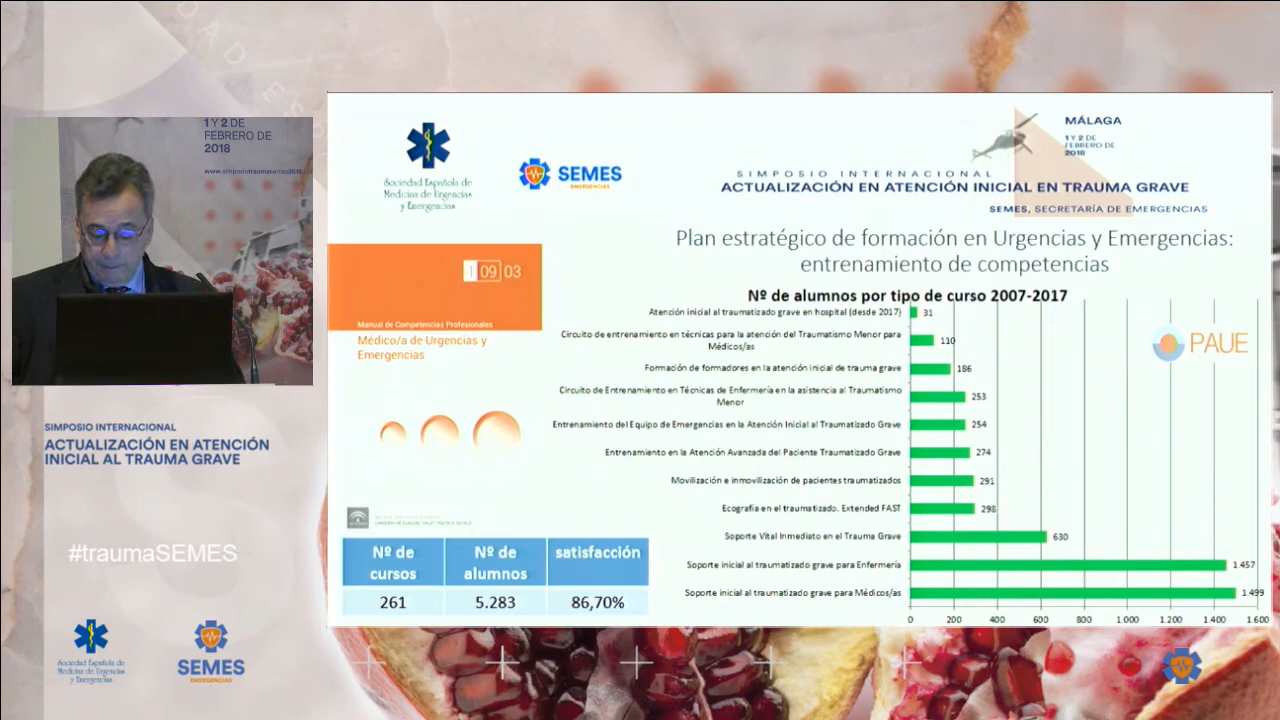 DAD ES
1 Y 2 DE
FEBRERO DE
2018
www.simposiotraumasemes2018.
SIMPOSIO INTERNACIONAL
ACTUALIZACIÓN EN ATENCIÓN
INICIAL AL TRAUMA GRAVE
#traumaSEMES
Sociedad Española de
Medicina de Urgencias
y Emergencias
SEMES
EMERGENCIAS
Sociedad Española de
Medicina de Urgencias
y Emergencias
SEMES
EMERGENCIAS
MÁLAGA
1 Y 2 DE
FEBRERO DE
2018
SIMPOSIO INTERNACIONAL
ACTUALIZACIÓN EN ATENCIÓN INICIAL EN TRAUMA GRAVE
SEMES, SECRETARÍA DE EMERGENCIAS
Plan estratégico de formación en Urgencias y Emergencias:
entrenamiento de competencias
1 09 03
Manual de Competencias Profesionales
Médico/a de Urgencias y
Emergencias
Nº de cursos
Nº de alumnos
satisfacción
261
5.283
86,70%
Nº de alumnos por tipo de curso 2007-2017
PAUE
Atención inicial al traumatizado grave en hospital (desde 2017) 31
Circuito de entrenamiento en técnicas para la atención del Traumatismo Menor para
Médicos/as 110
Formación de formadores en la atención inicial de trauma grave 186
Circuito de Entrenamiento en Técnicas de Enfermería en la asistencia al Traumatismo
Menor 253
Entrenamiento del Equipo de Emergencias en la Atención Inicial al Traumatizado Grave 254
Entrenamiento en la Atención Avanzada del Paciente Traumatizado Grave 274
Movilización e inmovilización de pacientes traumatizados 291
Ecografía en el traumatizado. Extended FAST 298
Soporte Vital Inmediato en el Trauma Grave 630
Soporte inicial al traumatizado grave para Enfermería 1.457
Soporte inicial al traumatizado grave para Médicos/as 1.499
0 200 400 600 800 1.000 1.200 1.400 1.600